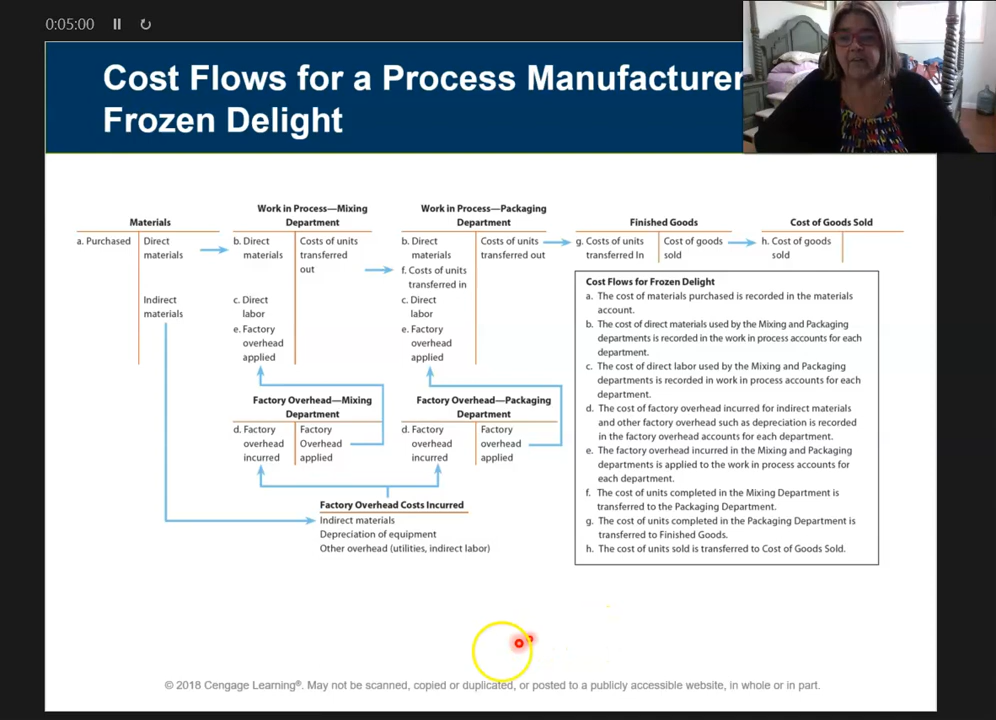 0:05:00
Cost Flows for a Process Manufacturer
Frozen Delight
Materials
a. Purchased
Direct
materials
Indirect
materials
Work in Process—Mixing
Department
b. Direct
materials
c. Direct
labor
e. Factory
overhead
applied
Costs of units
transferred
out
Work in Process—Packaging
Department
b. Direct
materials
f. Costs of units
transferred in
c. Direct
labor
e. Factory
overhead
applied
Costs of units
transferred out
Finished Goods
g. Costs of units
transferred In
Cost of goods
sold
Cost of Goods Sold
h. Cost of goods
sold
Factory Overhead—Mixing
Department
d. Factory
overhead
incurred
Factory
Overhead
applied
Factory Overhead—Packaging
Department
d. Factory
overhead
incurred
Factory
overhead
applied
Factory Overhead Costs Incurred
Indirect materials
Depreciation of equipment
Other overhead (utilities, indirect labor)
Cost Flows for Frozen Delight
a. The cost of materials purchased is recorded in the materials
account.
b. The cost of direct materials used by the Mixing and Packaging
departments is recorded in the work in process accounts for each
department.
c. The cost of direct labor used by the Mixing and Packaging
departments is recorded in work in process accounts for each
department.
d. The cost of factory overhead incurred for indirect materials
and other factory overhead such as depreciation is recorded
in the factory overhead accounts for each department.
e. The factory overhead incurred in the Mixing and Packaging
departments is applied to the work in process accounts for
each department.
f. The cost of units completed in the Mixing Department is
transferred to the Packaging Department.
g. The cost of units completed in the Packaging Department is
transferred to Finished Goods.
h. The cost of units sold is transferred to Cost of Goods Sold.
© 2018 Cengage Learning®. May not be scanned, copied or duplicated, or posted to a publicly accessible website, in whole or in part.